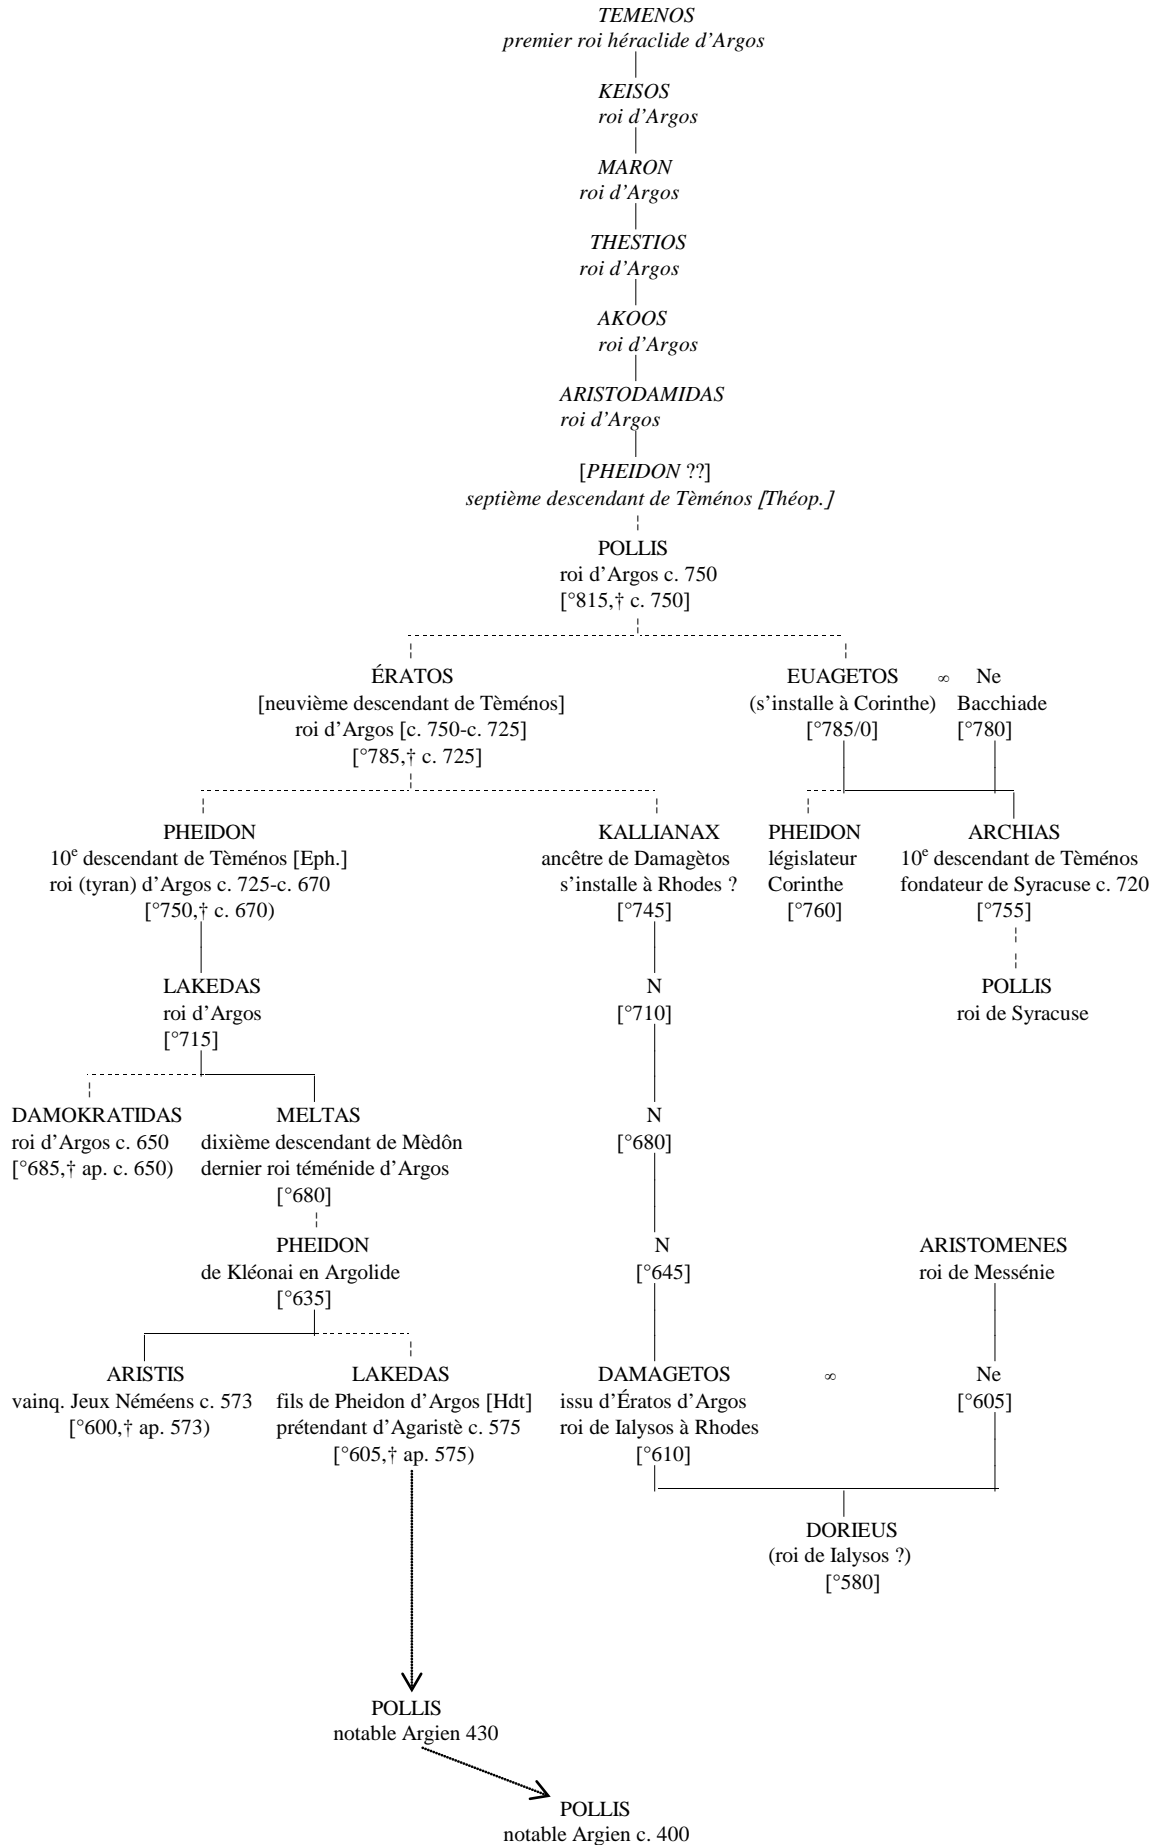 TEMENOS
premier roi héraclide d'Argos
KEISOS
roi d'Argos
MARON
roi d'Argos
THESTIOS
roi d'Argos
AKOOS
roi d'Argos
ARISTODAMIDAS
roi d'Argos
[PHEIDON ??]
septième descendant de Tèménos [Théop.]
POLLIS
roi d'Argos c. 750
[°815,† c. 750]
ÉRATOS
[neuvième descendant de Tèménos]
roi d'Argos [c. 750-c. 725]
[°785,† c. 725]
EUAGETOS ∞ Ne
(s'installe à Corinthe) Bacchiade
[°785/0] [°780]
PHEIDON
10e descendant de Tèménos [Eph.]
roi (tyran) d'Argos c. 725-c. 670
[°750,† c. 670)
KALLIANAX
ancêtre de Damagètos
s'installe à Rhodes ?
[°745]
PHEIDON
législateur
Corinthe
[°760]
ARCHIAS
10e descendant de Tèménos
fondateur de Syracuse c. 720
[°755]
LAKEDAS
roi d'Argos
[°715]
N
[°710]
POLLIS
roi de Syracuse
DAMOKRATIDAS
roi d'Argos c. 650
[°685,† ap. c. 650)
MELTAS
dixième descendant de Mèdôn
dernier roi téménide d'Argos
[°680]
N
[°680]
PHEIDON
de Kléonai en Argolide
[°635]
N
[°645]
ARISTOMENES
roi de Messénie
ARISTIS
vainq. Jeux Néméens c. 573
[°600,† ap. 573)
LAKEDAS
fils de Pheidon d'Argos [Hdt]
prétendant d'Agaristè c. 575
[°605,† ap. 575)
DAMAGETOS ∞ Ne
issu d'Ératos d'Argos [°605]
roi de Ialysos à Rhodes
[°610]
DORIEUS
(roi de Ialysos ?)
[°580]
POLLIS
notable Argien 430
POLLIS
notable Argien c. 400